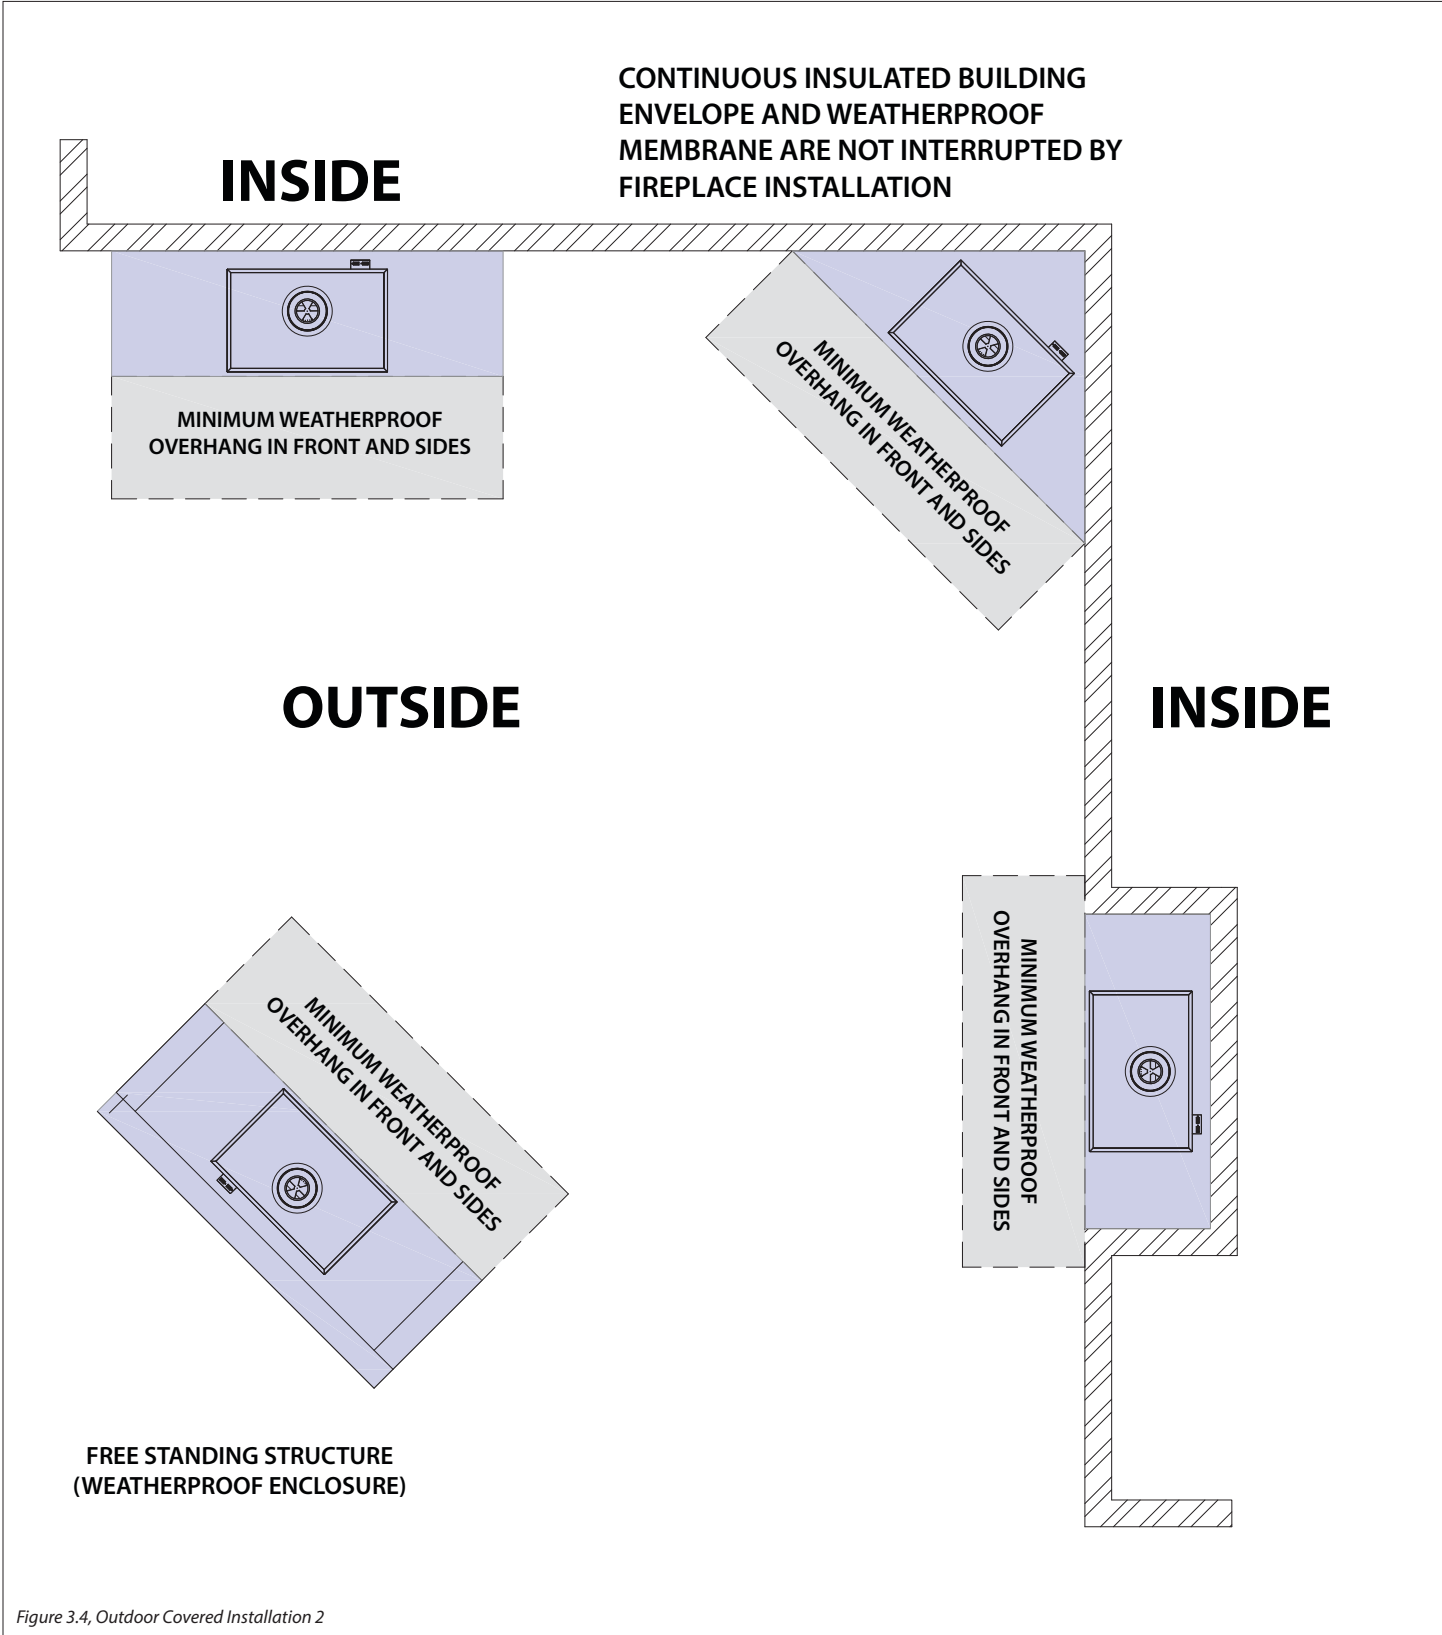 CONTINUOUS INSULATED BUILDING
ENVELOPE AND WEATHERPROOF
MEMBRANE ARE NOT INTERRUPTED BY
FIREPLACE INSTALLATION
INSIDE
MINIMUM WEATHERPROOF
OVERHANG IN FRONT AND SIDES
MINIMUM WEATHERPROOF
OVERHANG IN FRONT AND SIDES
OUTSIDE
INSIDE
MINIMUM WEATHERPROOF
OVERHANG IN FRONT AND SIDES
MINIMUM WEATHERPROOF
OVERHANG IN FRONT AND SIDES
FREE STANDING STRUCTURE
(WEATHERPROOF ENCLOSURE)
Figure 3.4, Outdoor Covered Installation 2